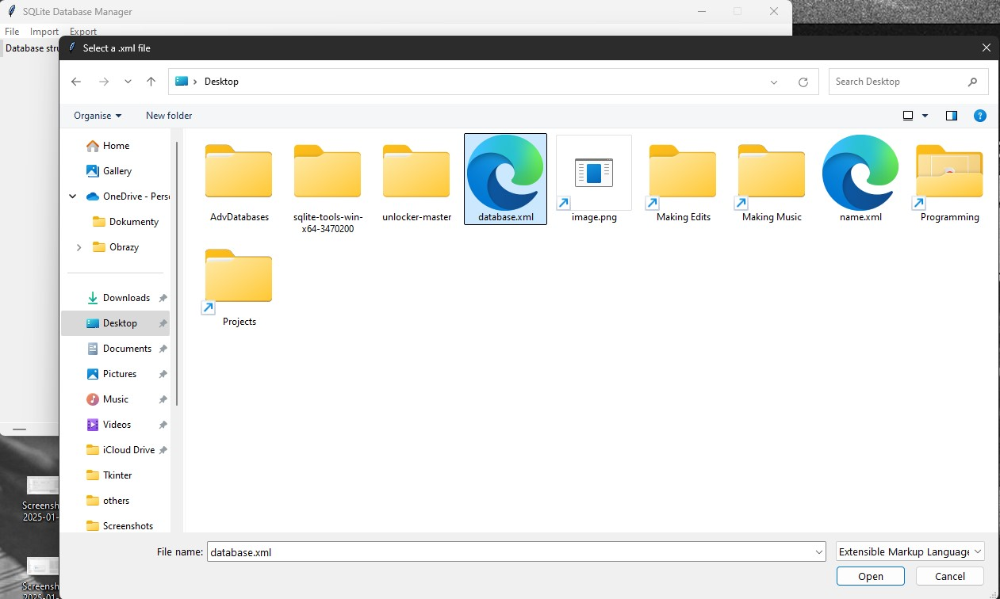 SQLite Database Manager
File Import Export
Database stru
Select a .xml file
Desktop
Search Desktop
Organise
New folder
Home
Gallery
OneDrive - Pers
Dokumenty
Obrazy
Downloads
Desktop
Documents
Pictures
Music
Videos
iCloud Drive
Tkinter
others
Screenshots
AdvDatabases
sqlite-tools-win-
x64-3470200
unlocker-master
database.xml
image.png
Making Edits
Making Music
name.xml
Programming
Projects
Screensh
2025-01-
Screensh
2025-01-
File name: database.xml
Extensible Markup Language
Open
Cancel